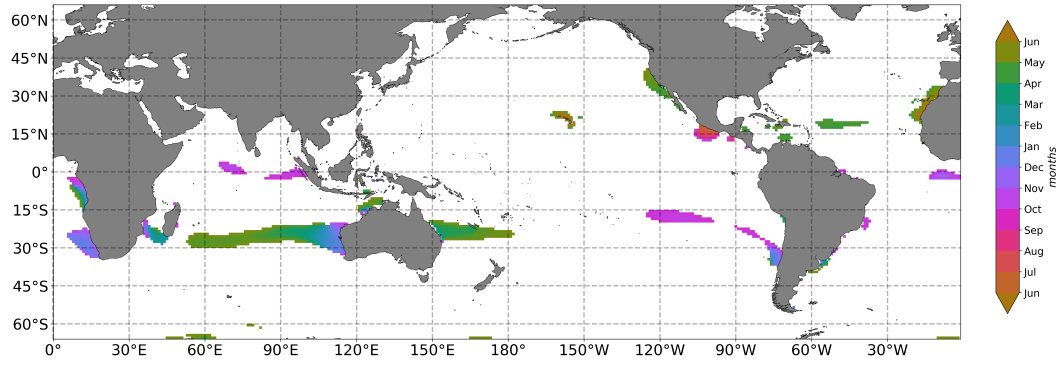 60°N
45°N
30°N
15°N
0°
15°S
30°S
45°S
60°S
0° 30°E 60°E 90°E 120°E 150°E 180° 150°W 120°W 90°W 60°W 30°W
Jun
May
Apr
Mar
Feb
Jan
Dec
Nov
Oct
Sep
Aug
Jul
Jun
months